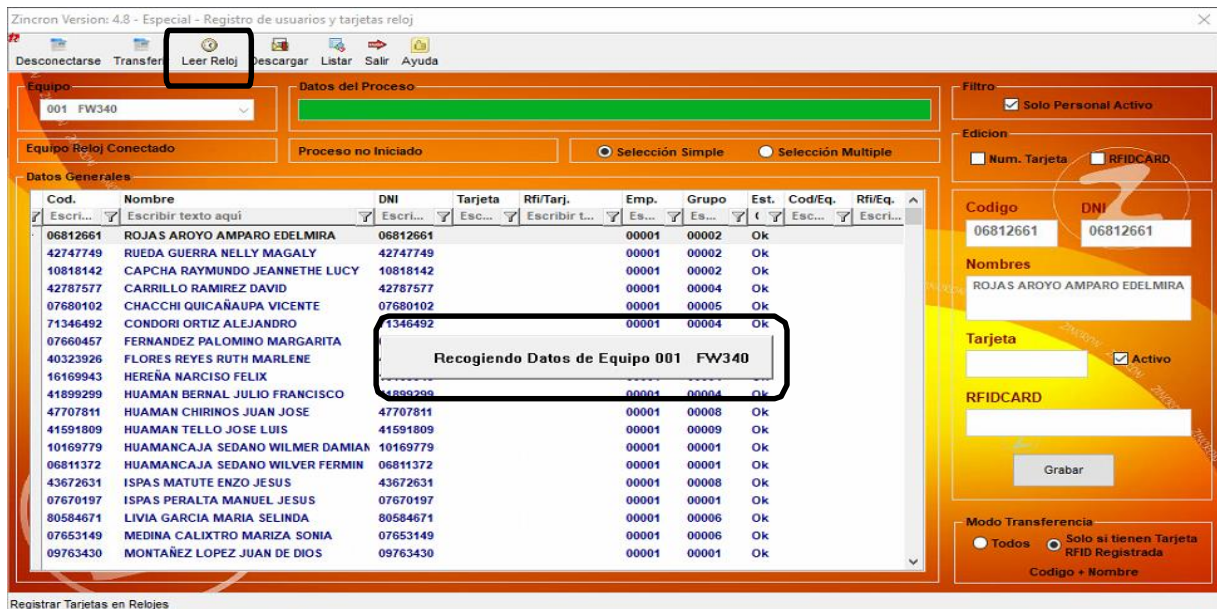 Zincron Version: 4.8 - Especial - Registro de usuarios y tarjetas reloj
Desconectarse Transferi Leer Reloj Descargar Listar Salir Ayuda
Equipo
001 FW340
Datos del Proceso
Equipo Reloj Conectado
Proceso no Iniciado
Selección Simple Selección Multiple
Datos Generales
Cod. Nombre DNI Tarjeta Rfi/Tarj. Emp. Grupo Est. Cod/Eq. Rfi/Eq.
Escri... Escribir texto aquí Escri... Esc... Escribir t... Es... Es... ( Esc... Escri...
06812661 ROJAS AROYO AMPARO EDELMIRA 06812661 00001 00002 Ok
42747749 RUEDA GUERRA NELLY MAGALY 42747749 00001 00002 Ok
10818142 CAPCHA RAYMUNDO JEANNETHE LUCY 10818142 00001 00002 Ok
42787577 CARRILLO RAMIREZ DAVID 42787577 00001 00004 Ok
07680102 CHACCHI QUICAÑAUPA VICENTE 07680102 00001 00005 Ok
71346492 CONDORI ORTIZ ALEJANDRO 71346492 00001 00004 Ok
07660457 FERNANDEZ PALOMINO MARGARITA
40323926 FLORES REYES RUTH MARLENE
16169943 HEREÑA NARCISO FELIX
41899299 HUAMAN BERNAL JULIO FRANCISCO 41899299 00001 00004 Ok
47707811 HUAMAN CHIRINOS JUAN JOSE 47707811 00001 00008 Ok
41591809 HUAMAN TELLO JOSE LUIS 41591809 00001 00009 Ok
10169779 HUAMANCAJA SEDANO WILMER DAMIAN 10169779 00001 00001 Ok
06811372 HUAMANCAJA SEDANO WILVER FERMIN 06811372 00001 00001 Ok
43672631 ISPAS MATUTE ENZO JESUS 43672631 00001 00008 Ok
07670197 ISPAS PERALTA MANUEL JESUS 07670197 00001 00001 Ok
80584671 LIVIA GARCIA MARIA SELINDA 80584671 00001 00006 Ok
07653149 MEDINA CALIXTRO MARIZA SONIA 07653149 00001 00006 Ok
09763430 MONTAÑEZ LOPEZ JUAN DE DIOS 09763430 00001 00001 Ok
Recogiendo Datos de Equipo 001 FW340
Filtro
Solo Personal Activo
Edicion
Num. Tarjeta RFIDCARD
Codigo DNI
06812661 06812661
Nombres
ROJAS AROYO AMPARO EDELMIRA
Tarjeta
Activo
RFIDCARD
Grabar
Modo Transferencia
Todos Solo si tienen Tarjeta
RFID Registrada
Codigo + Nombre
Registrar Tarjetas en Relojes